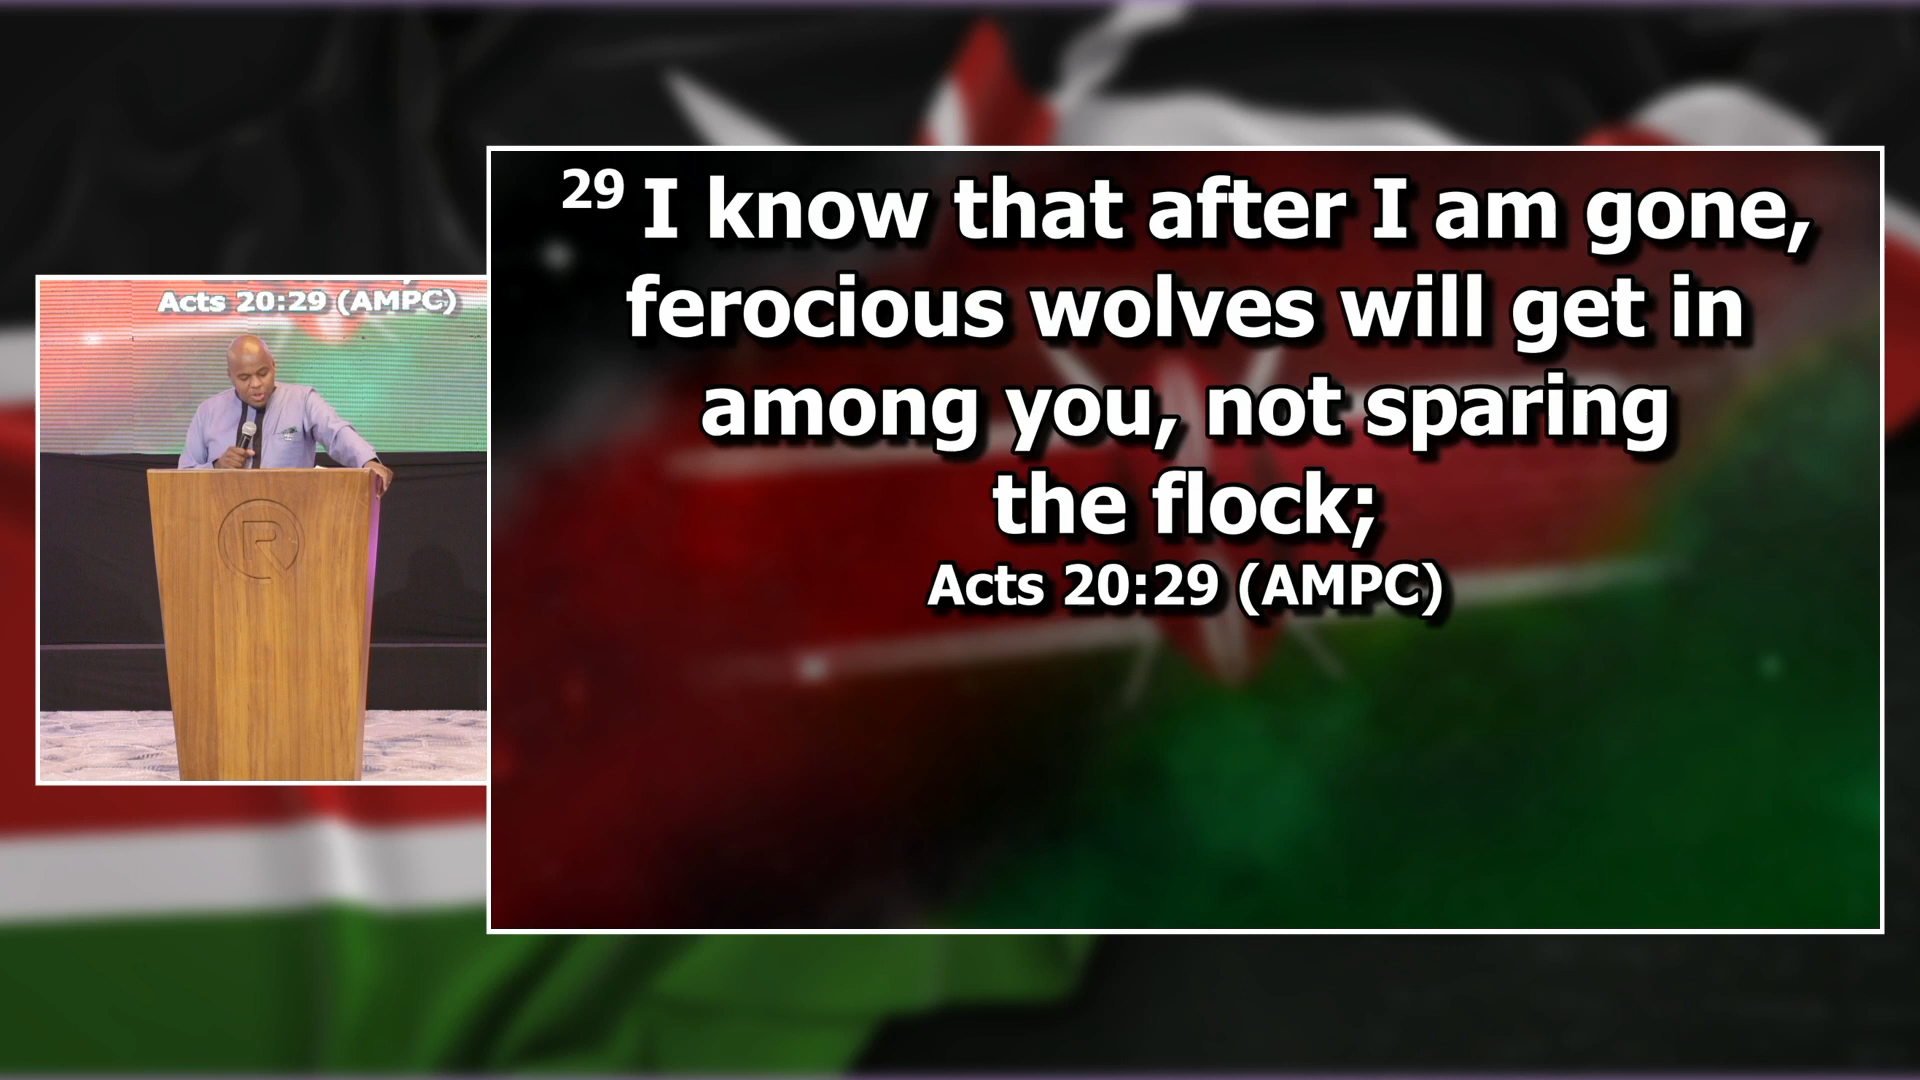 29 I know that after I am gone,
ferocious wolves will get in
among you, not sparing
the flock;
Acts 20:29 (AMPC)
Acts 20:29 (AMPC)
R